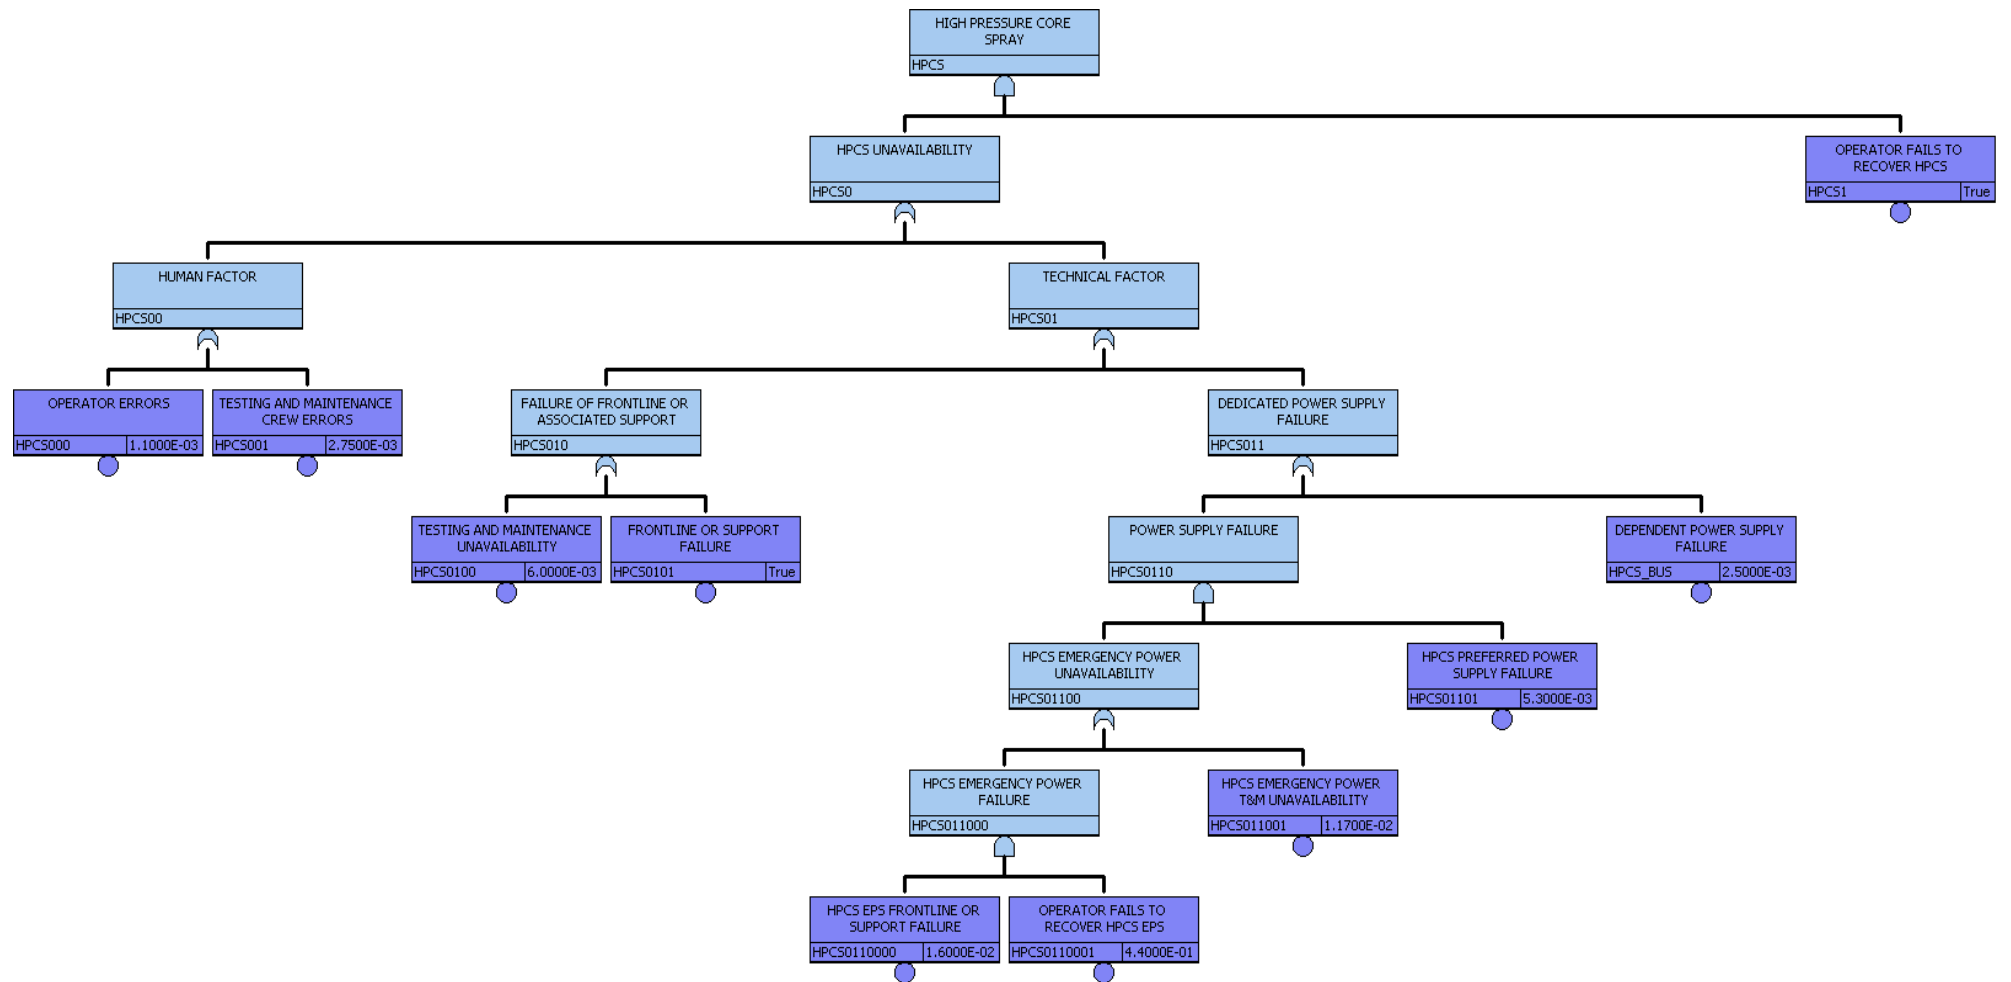 HIGH PRESSURE CORE
SPRAY
HPCS
HPCS UNAVAILABILITY
HPCS0
OPERATOR FAILS TO
RECOVER HPCS
HPCS1 True
HUMAN FACTOR
HPCS00
TECHNICAL FACTOR
HPCS01
OPERATOR ERRORS
HPCS000 1.1000E-03
TESTING AND MAINTENANCE
CREW ERRORS
HPCS001 2.7500E-03
FAILURE OF FRONTLINE OR
ASSOCIATED SUPPORT
HPCS010
DEDICATED POWER SUPPLY
FAILURE
HPCS011
TESTING AND MAINTENANCE
UNAVAILABILITY
HPCS0100 6.0000E-03
FRONTLINE OR SUPPORT
FAILURE
HPCS0101 True
POWER SUPPLY FAILURE
HPCS0110
DEPENDENT POWER SUPPLY
FAILURE
HPCS_BUS 2.5000E-03
HPCS EMERGENCY POWER
UNAVAILABILITY
HPCS01100
HPCS PREFERRED POWER
SUPPLY FAILURE
HPCS01101 5.3000E-03
HPCS EMERGENCY POWER
FAILURE
HPCS011000
HPCS EMERGENCY POWER
T&M UNAVAILABILITY
HPCS011001 1.1700E-02
HPCS EPS FRONTLINE OR
SUPPORT FAILURE
HPCS0110000 1.6000E-02
OPERATOR FAILS TO
RECOVER HPCS EPS
HPCS0110001 4.4000E-01